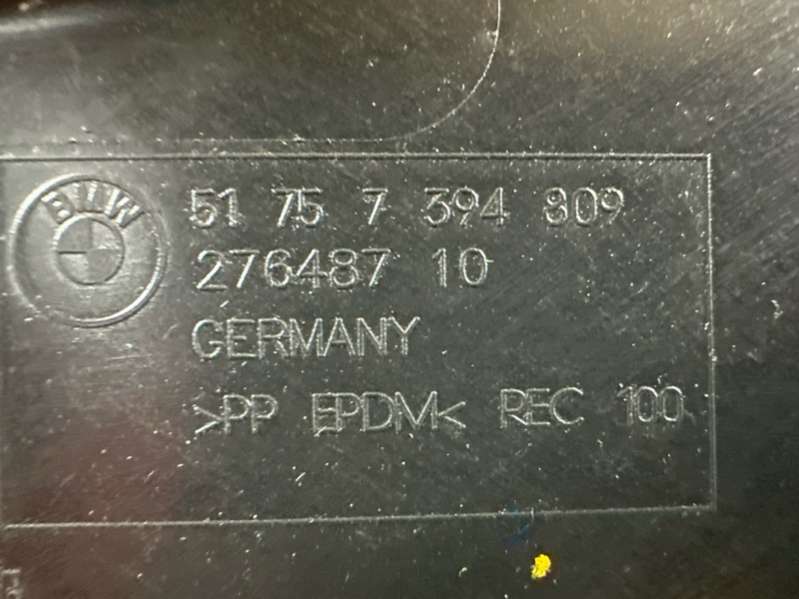 BMW
51 75 7 394 809
276487 10
GERMANY
>PP EPDM< REC 100